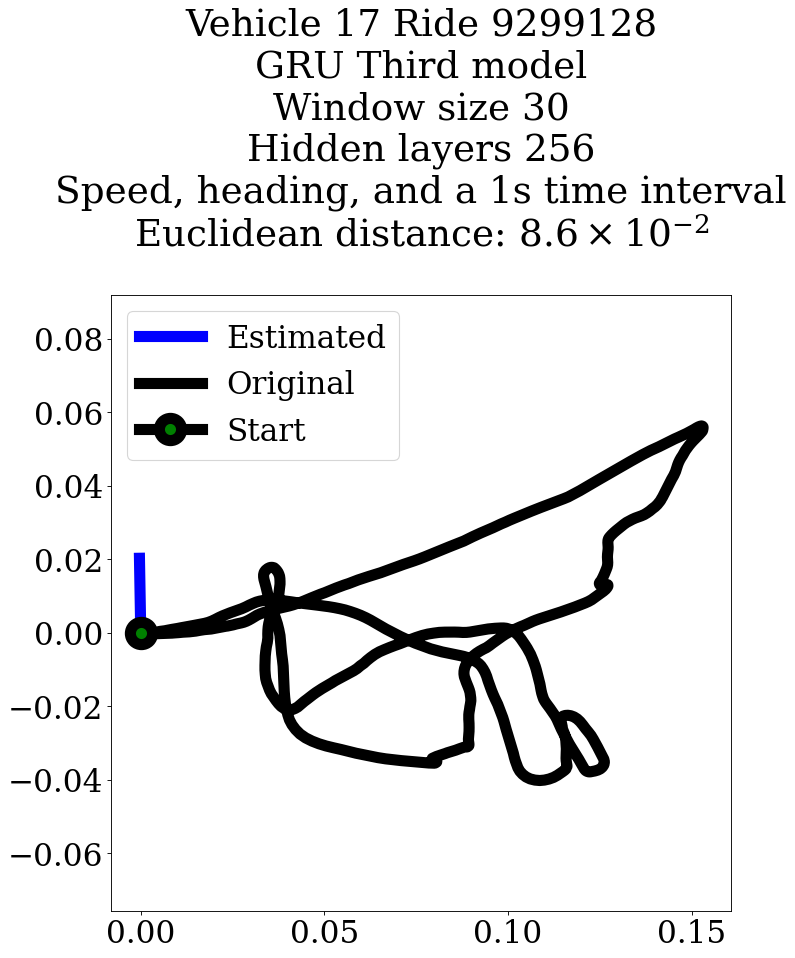 Vehicle 17 Ride 9299128
GRU Third model
Window size 30
Hidden layers 256
Speed, heading, and a 1s time interval
Euclidean distance: 8.6 × 10⁻²
Estimated
Original
Start
0.08
0.06
0.04
0.02
0.00
−0.02
−0.04
−0.06
0.00 0.05 0.10 0.15